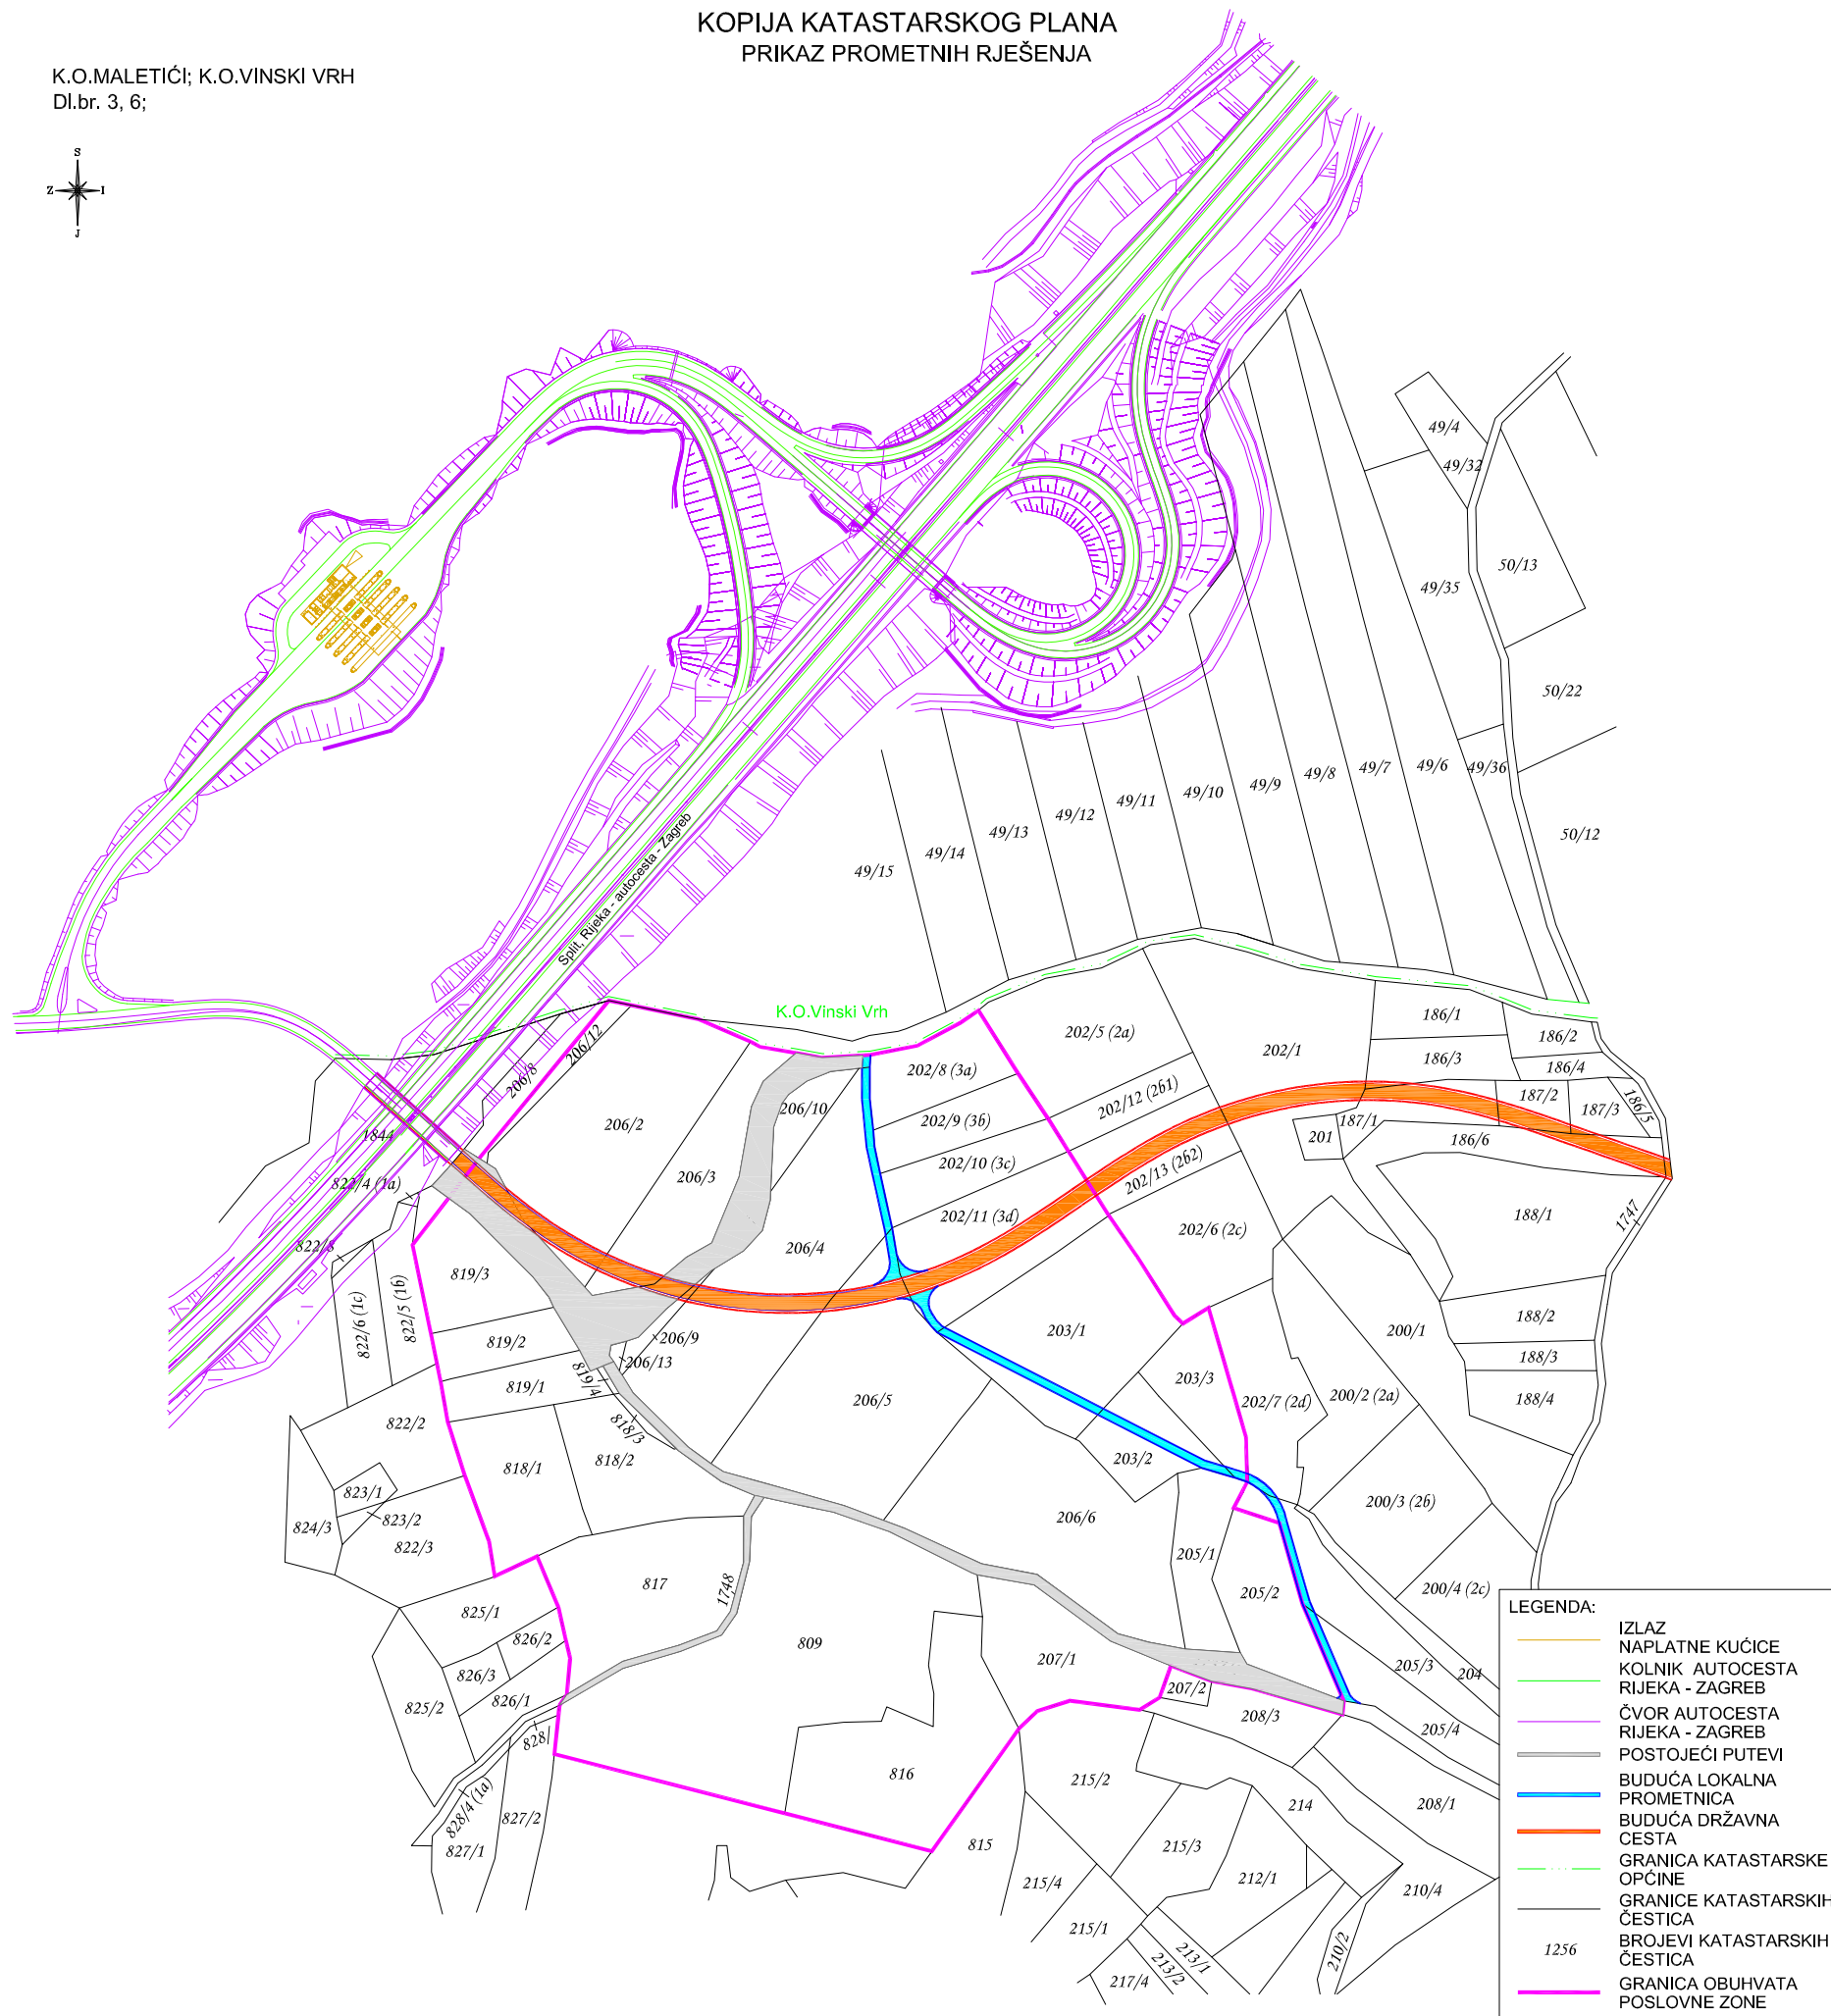 KOPIJA KATASTARSKOG PLANA
PRIKAZ PROMETNIH RJEŠENJA
K.O.MALETIĆI; K.O.VINSKI VRH
Dl.br. 3, 6;
S
Z I
J
49/4
49/32
50/13
49/35
50/22
49/36
49/6
49/7
49/8
49/9
49/10
49/11
49/12
49/13
49/14
49/15
50/12
Split, Rijeka - autocesta - Zagreb
K.O.Vinski Vrh
202/5 (2a)
202/1
186/1
186/2
186/3
186/4
186/5
187/2
187/3
187/1
201
186/6
206/12
206/8
206/2
206/10
202/8 (3a)
202/9 (3b)
202/12 (2б1)
202/10 (3c)
202/13 (2б2)
202/11 (3d)
202/6 (2c)
1844
822/4 (1a)
822/8
206/3
206/4
819/3
822/6 (1c)
822/5 (1б)
188/1
1747
188/2
188/3
188/4
200/1
203/1
203/3
202/7 (2d)
200/2 (2a)
819/2
206/9
206/13
819/1
819/4
818/3
822/2
206/5
203/2
818/1
818/2
823/1
823/2
824/3
822/3
200/3 (2б)
206/6
205/1
205/2
200/4 (2c)
817
1748
825/1
826/2
826/3
826/1
825/2
809
207/1
207/2
208/3
205/3
204
205/4
828/
828/4 (1a)
827/2
827/1
816
815
215/2
214
208/1
215/3
212/1
215/4
210/4
215/1
213/1
213/2
210/2
217/4
LEGENDA:
IZLAZ
NAPLATNE KUĆICE
KOLNIK AUTOCESTA
RIJEKA - ZAGREB
ČVOR AUTOCESTA
RIJEKA - ZAGREB
POSTOJEĆI PUTEVI
BUDUĆA LOKALNA
PROMETNICA
BUDUĆA DRŽAVNA
CESTA
GRANICA KATASTARSKE
OPĆINE
GRANICE KATASTARSKIH
ČESTICA
1256 BROJEVI KATASTARSKIH
ČESTICA
GRANICA OBUHVATA
POSLOVNE ZONE